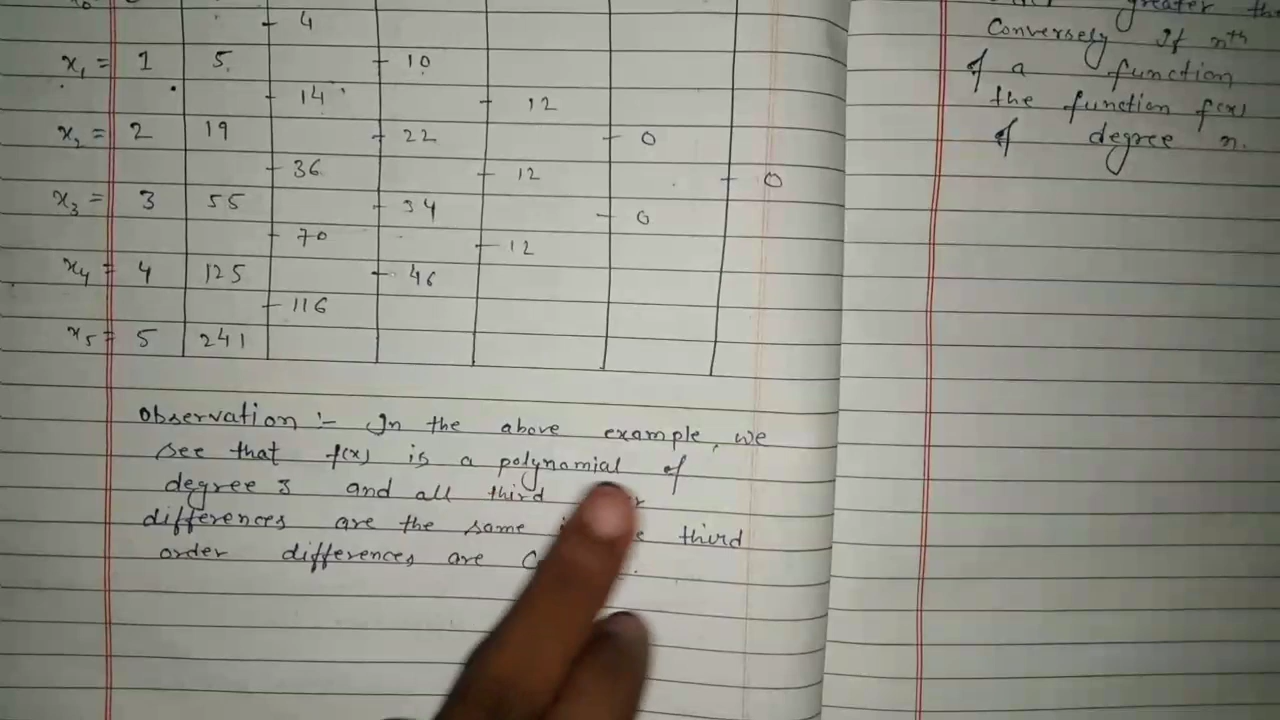 4
x₁ = 1 5 10
14 12
x₂ = 2 19 22 0
36 12 0
x₃ = 3 55 34 0
70 12
x₄ = 4 125 46
116
x₅ = 5 241
Observation :- In the above example, we
see that f(x) is a polynomial of
degree 3 and all third
differences are the same third
order differences are
greater
Conversely If nth
of a function
the function f(x)
of degree n.